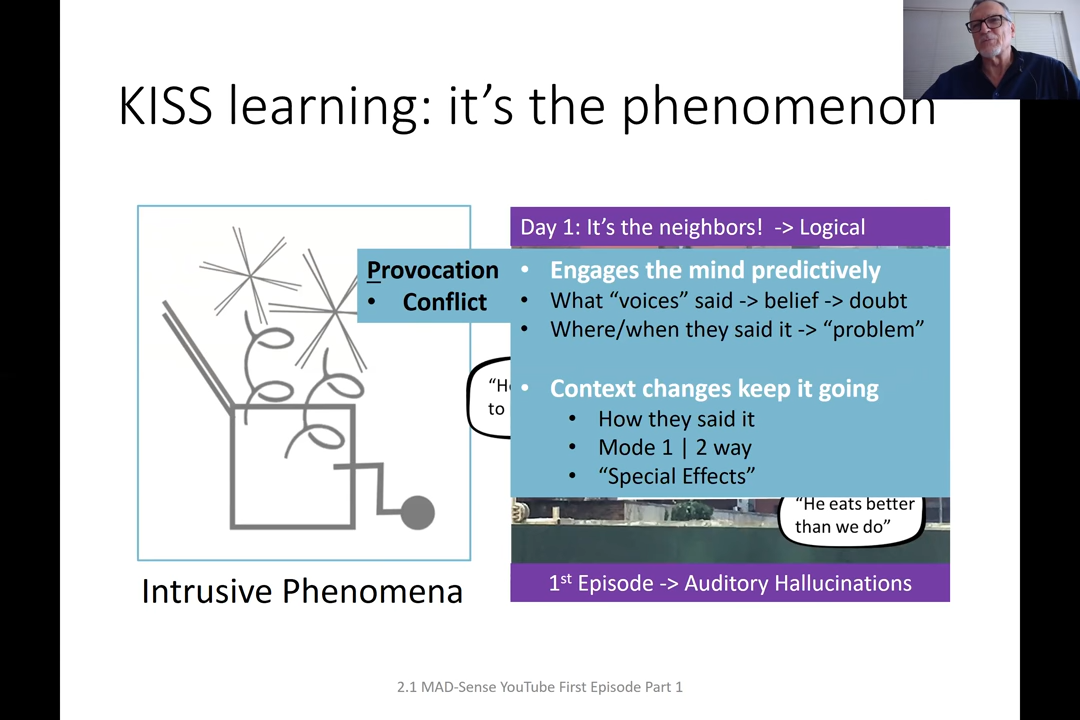 KISS learning: it's the phenomenon
Day 1: It's the neighbors!  -> Logical
Provocation
• Conflict
• Engages the mind predictively
• What “voices” said -> belief -> doubt
• Where/when they said it -> “problem”
• Context changes keep it going
• How they said it
• Mode 1 | 2 way
• “Special Effects”
to
“He eats better
than we do”
Intrusive Phenomena
1st Episode -> Auditory Hallucinations
2.1 MAD-Sense YouTube First Episode Part 1